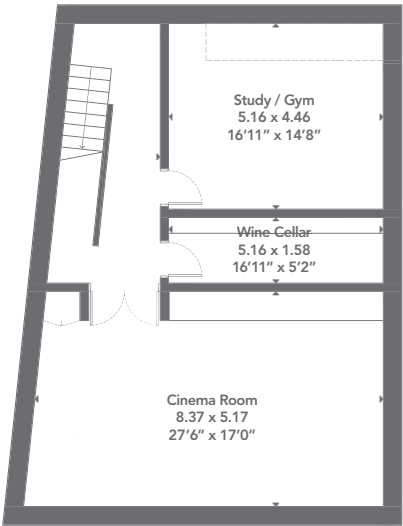 Study / Gym
5.16 x 4.46
16’11” x 14’8”
Wine Cellar
5.16 x 1.58
16’11” x 5’2”
Cinema Room
8.37 x 5.17
27’6” x 17’0”